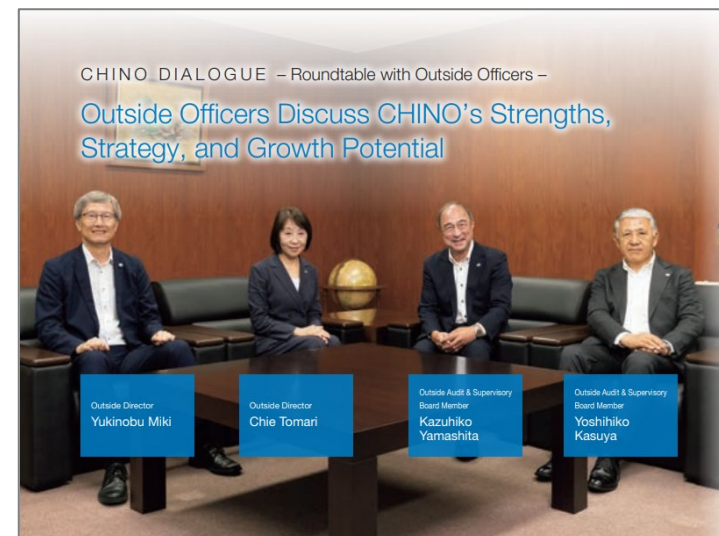 CHINO DIALOGUE – Roundtable with Outside Officers –
Outside Officers Discuss CHINO's Strengths,
Strategy, and Growth Potential
Outside Director
Yukinobu Miki
Outside Director
Chie Tomari
Outside Audit & Supervisory
Board Member
Kazuhiko
Yamashita
Outside Audit & Supervisory
Board Member
Yoshihiko
Kasuya